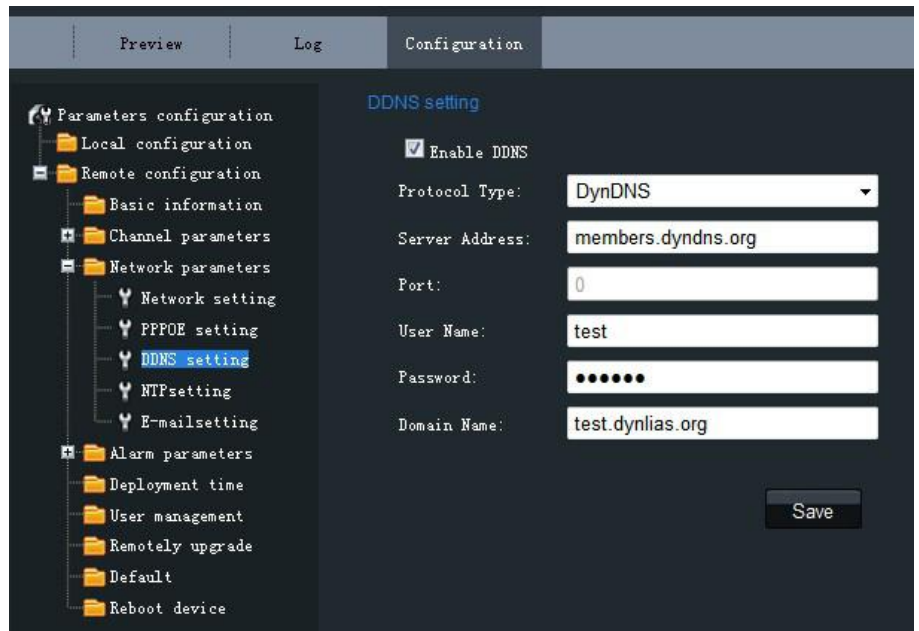 Preview
Log
Configuration
Parameters configuration
Local configuration
Remote configuration
Basic information
Channel parameters
Network parameters
Network setting
PPPOE setting
DDNS setting
NTPsetting
E-mailsetting
Alarm parameters
Deployment time
User management
Remotely upgrade
Default
Reboot device
DDNS setting
Enable DDNS
Protocol Type: DynDNS
Server Address: members.dyndns.org
Port: 0
User Name: test
Password: ●●●●●●
Domain Name: test.dynlias.org
Save